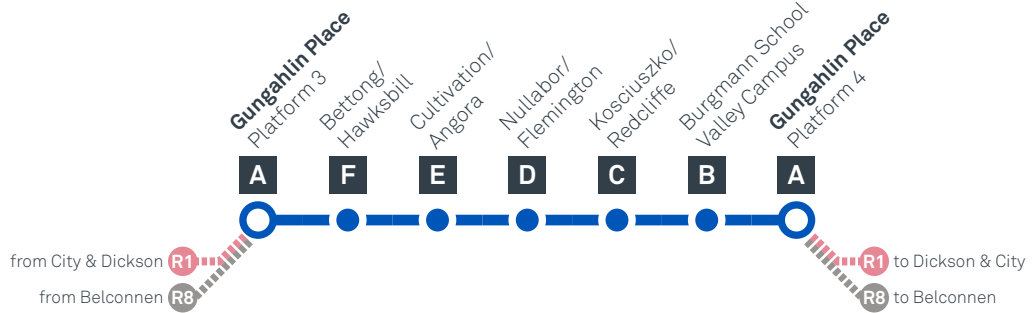 Gungahlin Place
Platform 3
Bettong/
Hawksbill
Cultivation/
Angora
Nullabor/
Flemington
Kosciuszko/
Redcliffe
Burgmann School
Valley Campus
Gungahlin Place
Platform 4
A
F
E
D
C
B
A
from City & Dickson R1
R1 to Dickson & City
from Belconnen R8
R8 to Belconnen